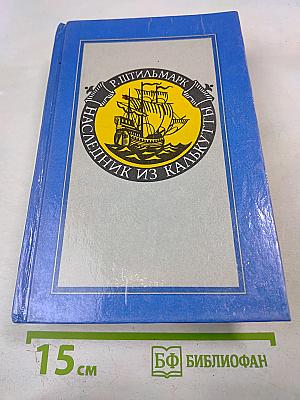 Р. ШТИЛЬМАРК
НАСЛЕДНИК ИЗ КАЛЬКУТТЫ
15 см
БФ БИБЛИОФАН